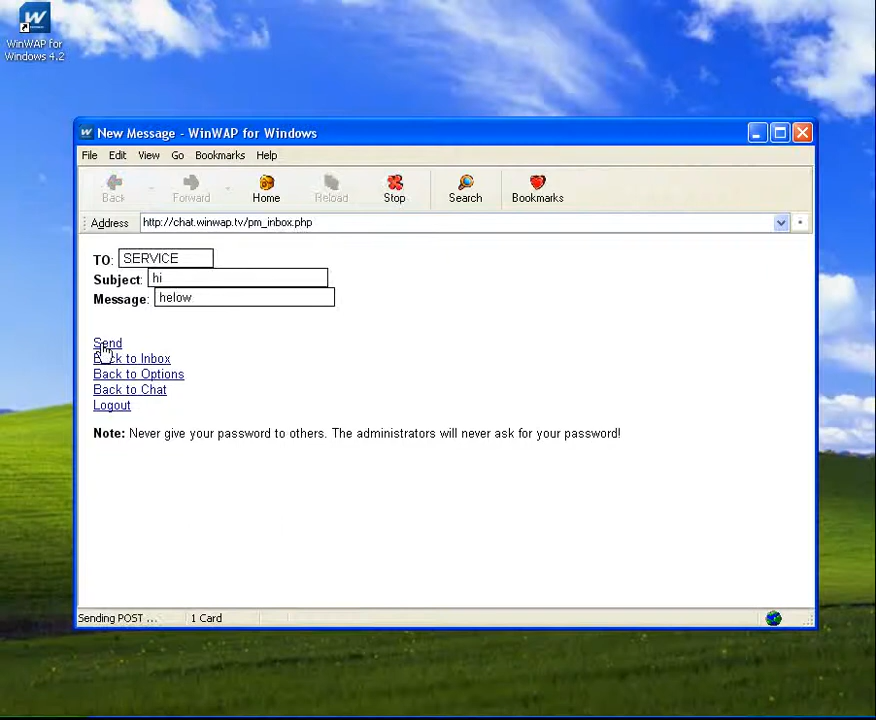 WinWAP for
Windows 4.2
New Message - WinWAP for Windows
File Edit View Go Bookmarks Help
Back Forward Home Reload Stop Search Bookmarks
Address http://chat.winwap.tv/pm_inbox.php
TO: SERVICE
Subject: hi
Message: helow
Send
Back to Inbox
Back to Options
Back to Chat
Logout
Note: Never give your password to others. The administrators will never ask for your password!
Sending POST ... 1 Card